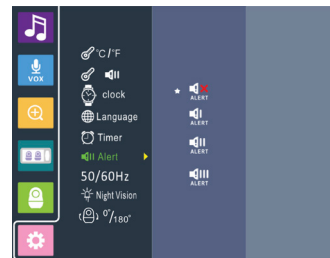 °C/°F
VOX
clock
ALERT
Language
ALERT
Timer
Alert
ALERT
50/60Hz
ALERT
Night Vision
0°/180°